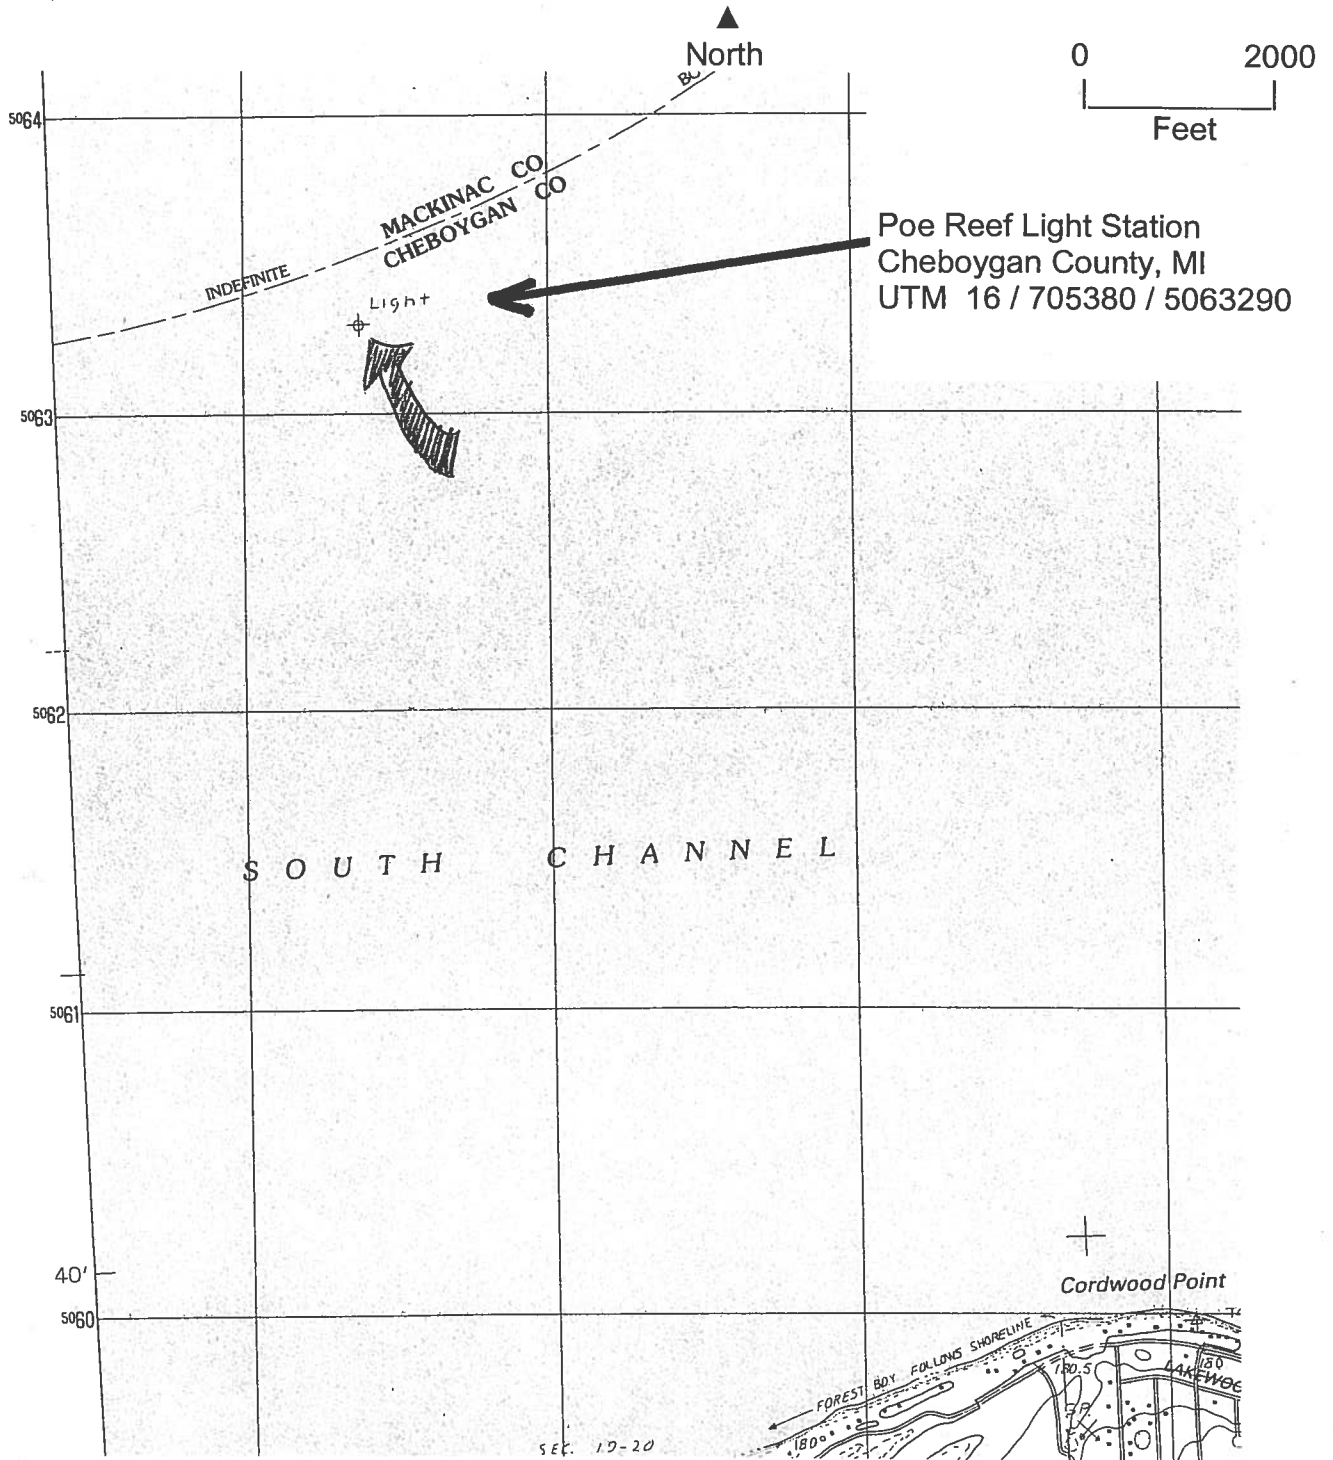 North
0 2000
Feet
BO
5064
MACKINAC CO
CHEBOYGAN CO
INDEFINITE
Light
Poe Reef Light Station
Cheboygan County, MI
UTM 16 / 705380 / 5063290
5063
5062
SOUTH CHANNEL
5061
40'
5060
Cordwood Point
FOREST BDY FOLLOWS SHORELINE
180.5
180
LAKEWOO
G.P.
180
SEC. 19-20